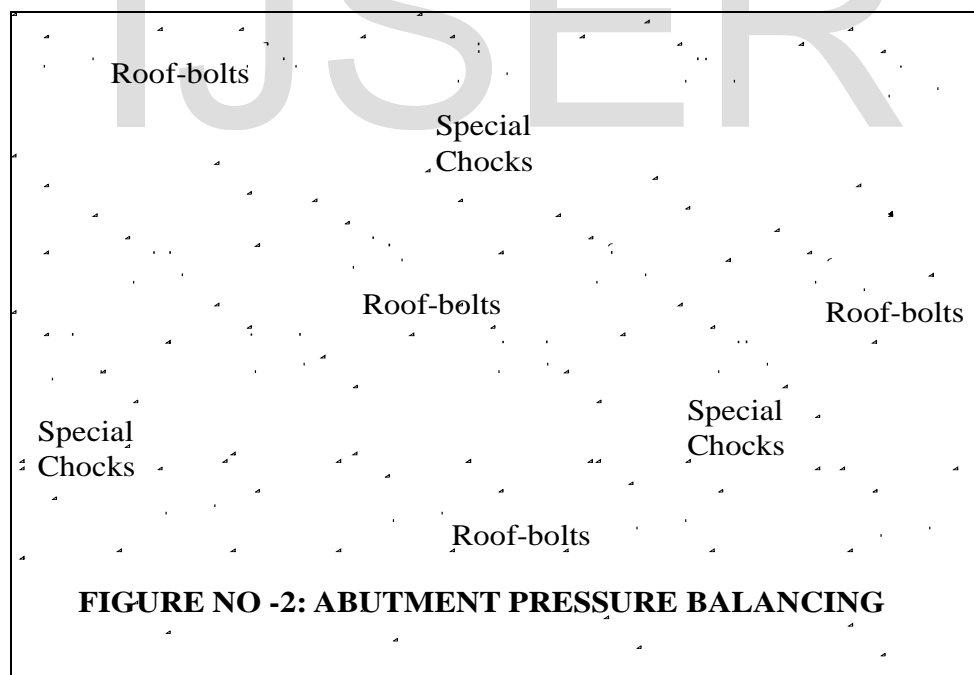 IJSER
Roof-bolts
Special
Chocks
Roof-bolts
Roof-bolts
Special
Chocks
Special
Chocks
Roof-bolts
FIGURE NO -2: ABUTMENT PRESSURE BALANCING